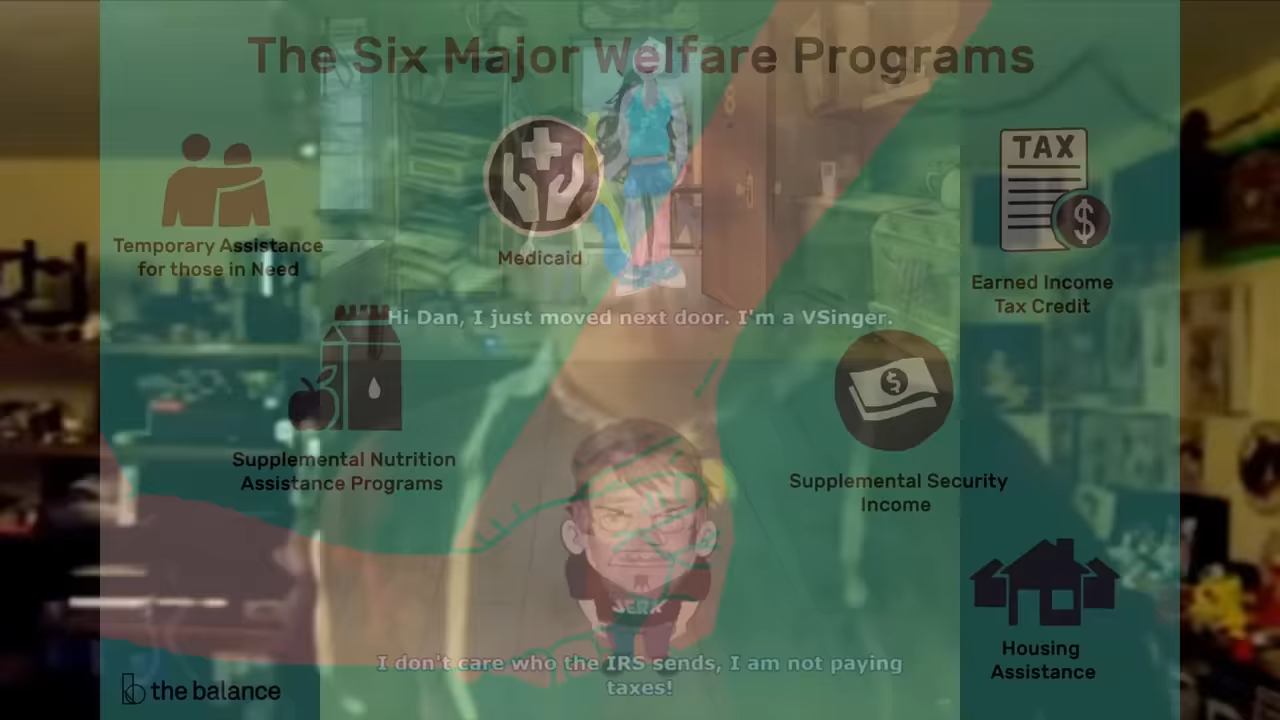 The Six Major Welfare Programs
TAX
$
Temporary Assistance
for those in Need
Medicaid
Earned Income
Tax Credit
8
Hi Dan, I just moved next door. I'm a VSinger.
$
Supplemental Nutrition
Assistance Programs
Supplemental Security
Income
JERK
Housing
Assistance
I don't care who the IRS sends, I am not paying
taxes!
the balance